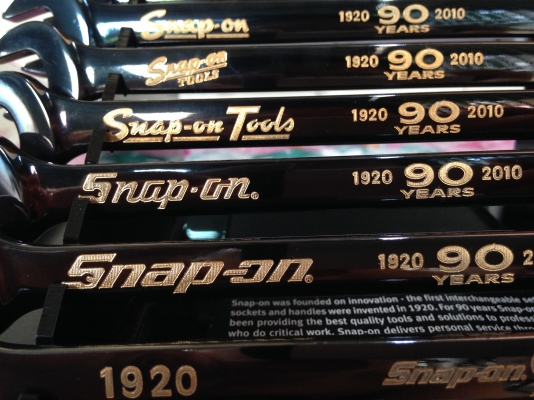 Snap-on 1920 90 YEARS 2010
Snap-on TOOLS 1920 90 YEARS 2010
Snap-on Tools 1920 90 YEARS 2010
Snap-on® 1920 90 YEARS 2010
Snap-on® 1920 90 YEARS 2
Snap-on was founded on innovation - the first interchangeable
sockets and handles were invented in 1920. For 90 years Snap-on
been providing the best quality tools and solutions to
who do critical work. Snap-on delivers personal service
1920 Snap-on